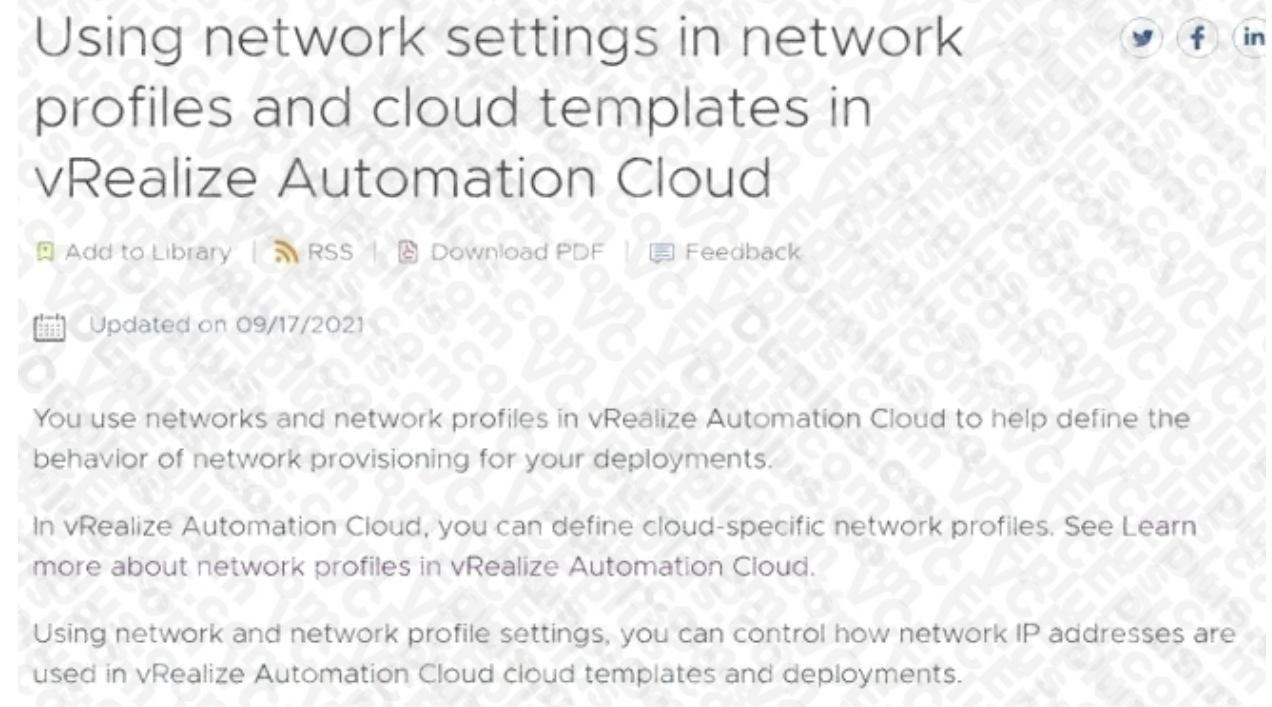 Using network settings in network
profiles and cloud templates in
vRealize Automation Cloud
Add to Library | RSS | Download PDF | Feedback
Updated on 09/17/2021
You use networks and network profiles in vRealize Automation Cloud to help define the
behavior of network provisioning for your deployments.
In vRealize Automation Cloud, you can define cloud-specific network profiles. See Learn
more about network profiles in vRealize Automation Cloud.
Using network and network profile settings, you can control how network IP addresses are
used in vRealize Automation Cloud cloud templates and deployments.